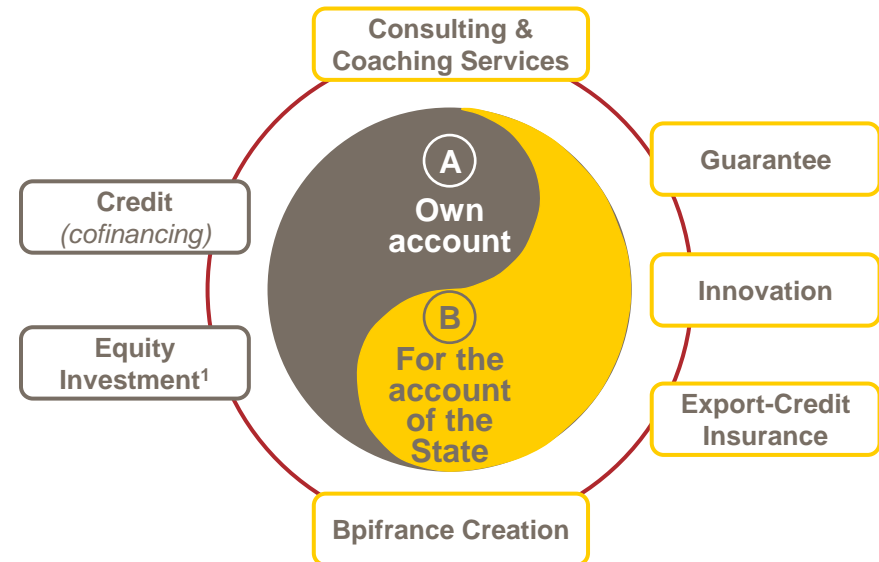 Consulting &
Coaching Services
A
Own
account
Guarantee
Credit
(cofinancing)
Innovation
B
For the
account
of the
State
Equity
Investment¹
Export-Credit
Insurance
Bpifrance Creation